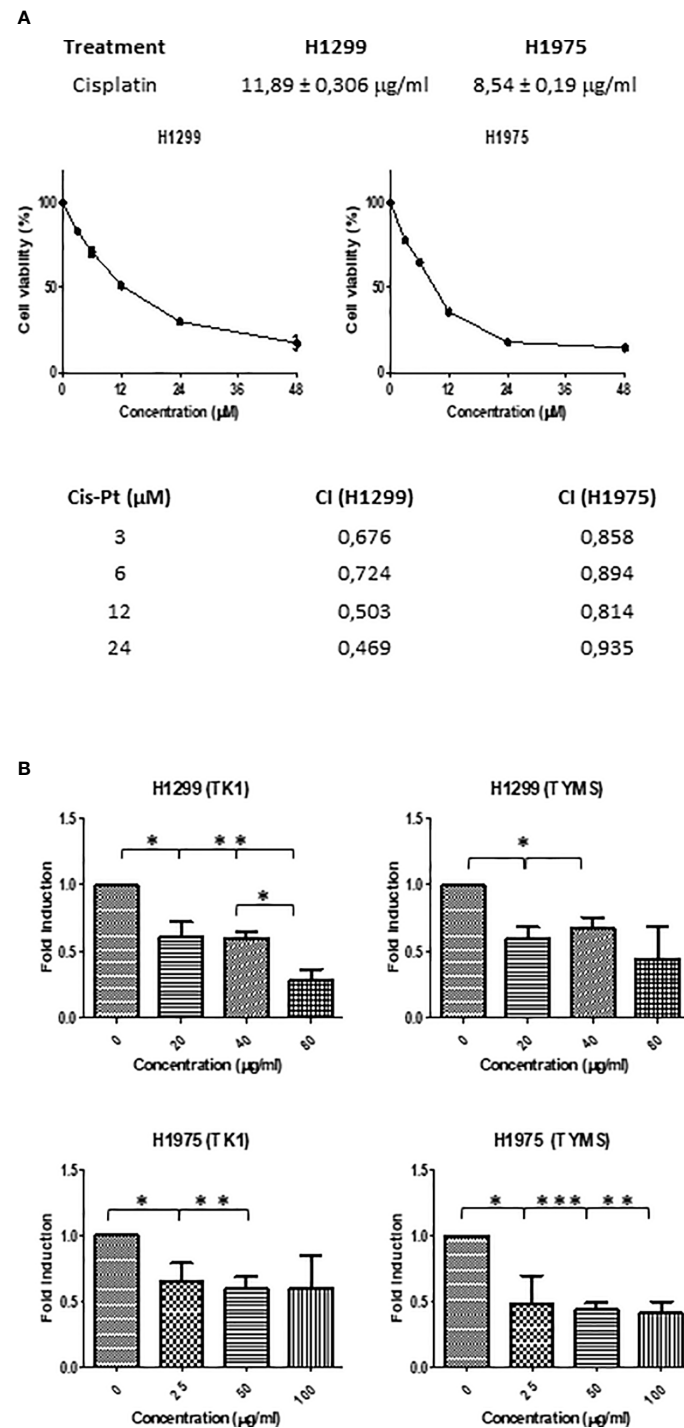 A
Treatment H1299 H1975
Cisplatin 11,89 ± 0,306 µg/ml 8,54 ± 0,19 µg/ml
H1299 H1975
Cell viability (%)
100
50
0
0 12 24 36 48
Concentration (µM)
Cell viability (%)
100
50
0
0 12 24 36 48
Concentration (µM)
Cis-Pt (µM) CI (H1299) CI (H1975)
3 0,676 0,858
6 0,724 0,894
12 0,503 0,814
24 0,469 0,935
B
H1299 (TK1)
Fold Induction
1.5
1.0
0.5
0.0
* **
*
0 20 40 80
Concentration (µg/ml)
H1299 (TYMS)
Fold Induction
1.5
1.0
0.5
0.0
*
0 20 40 80
Concentration (µg/ml)
H1975 (TK1)
Fold Induction
1.5
1.0
0.5
0.0
* **
0 25 50 100
Concentration (µg/ml)
H1975 (TYMS)
Fold Induction
1.5
1.0
0.5
0.0
* *** **
0 25 50 100
Concentration (µg/ml)